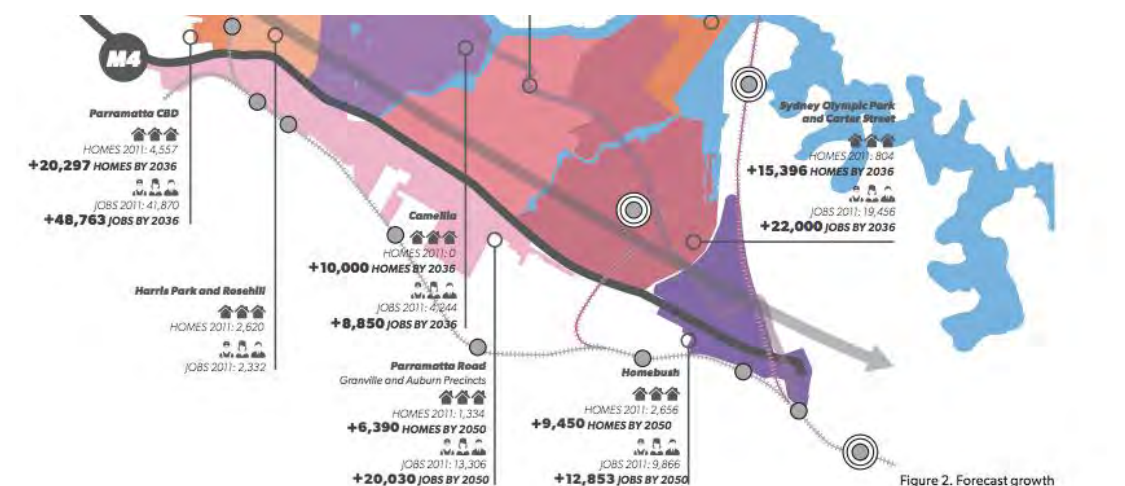 M4
Parramatta CBD
HOMES 2011: 4,557
+20,297 HOMES BY 2036
JOBS 2011: 41,870
+48,763 JOBS BY 2036
Harris Park and Rosehill
HOMES 2011: 2,620
JOBS 2011: 2,332
Camellia
HOMES 2011: 0
+10,000 HOMES BY 2036
JOBS 2011: 4,244
+8,850 JOBS BY 2036
Parramatta Road
Granville and Auburn Precincts
HOMES 2011: 1,334
+6,390 HOMES BY 2050
JOBS 2011: 13,306
+20,030 JOBS BY 2050
Homebush
HOMES 2011: 2,656
+9,450 HOMES BY 2050
JOBS 2011: 9,866
+12,853 JOBS BY 2050
Sydney Olympic Park
and Carter Street
HOMES 2011: 804
+15,396 HOMES BY 2036
JOBS 2011: 19,456
+22,000 JOBS BY 2036
Figure 2. Forecast growth